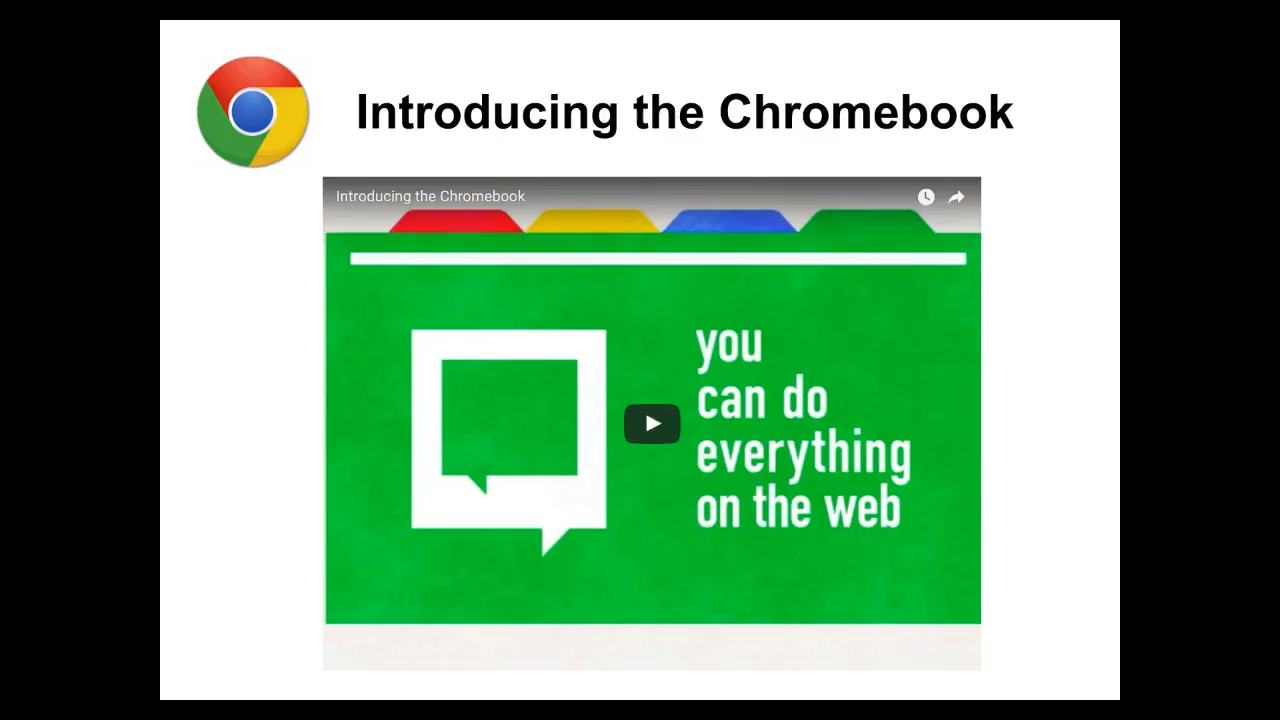 Introducing the Chromebook
Introducing the Chromebook
you
can do
everything
on the web